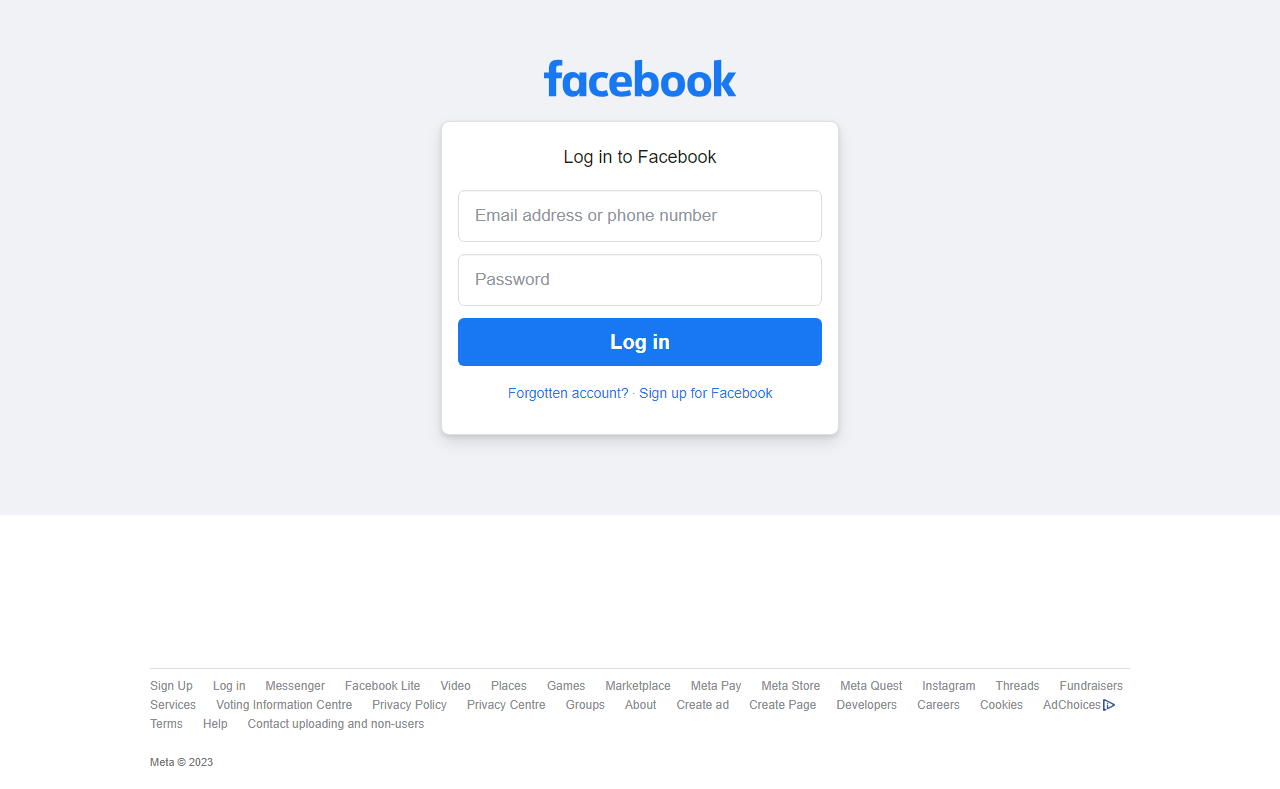 facebook
Log in to Facebook
Email address or phone number
Password
Log in
Forgotten account? · Sign up for Facebook
Sign Up Log in Messenger Facebook Lite Video Places Games Marketplace Meta Pay Meta Store Meta Quest Instagram Threads Fundraisers
Services Voting Information Centre Privacy Policy Privacy Centre Groups About Create ad Create Page Developers Careers Cookies AdChoices
Terms Help Contact uploading and non-users
Meta © 2023